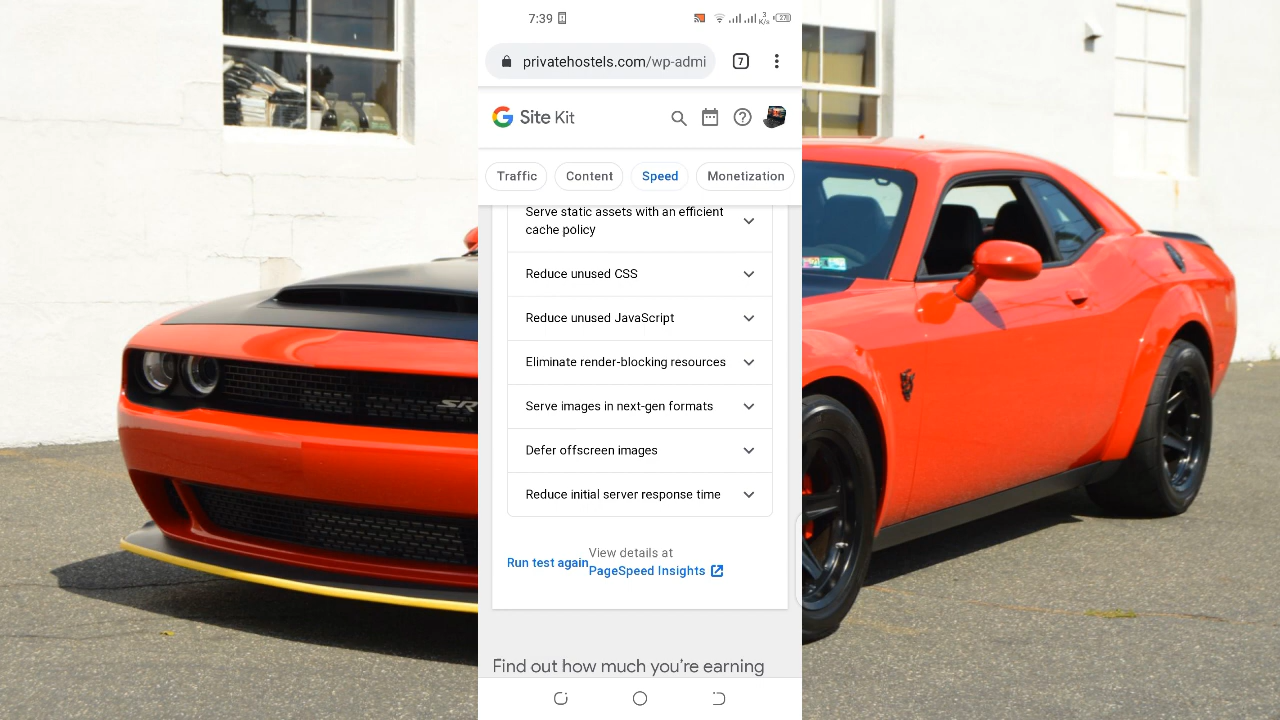 7:39
3
K/s
27
privatehostels.com/wp-admi
7
Site Kit
Traffic
Content
Speed
Monetization
Serve static assets with an efficient
cache policy
Reduce unused CSS
Reduce unused JavaScript
Eliminate render-blocking resources
Serve images in next-gen formats
Defer offscreen images
Reduce initial server response time
Run test again
View details at
PageSpeed Insights
Find out how much you’re earning
SR